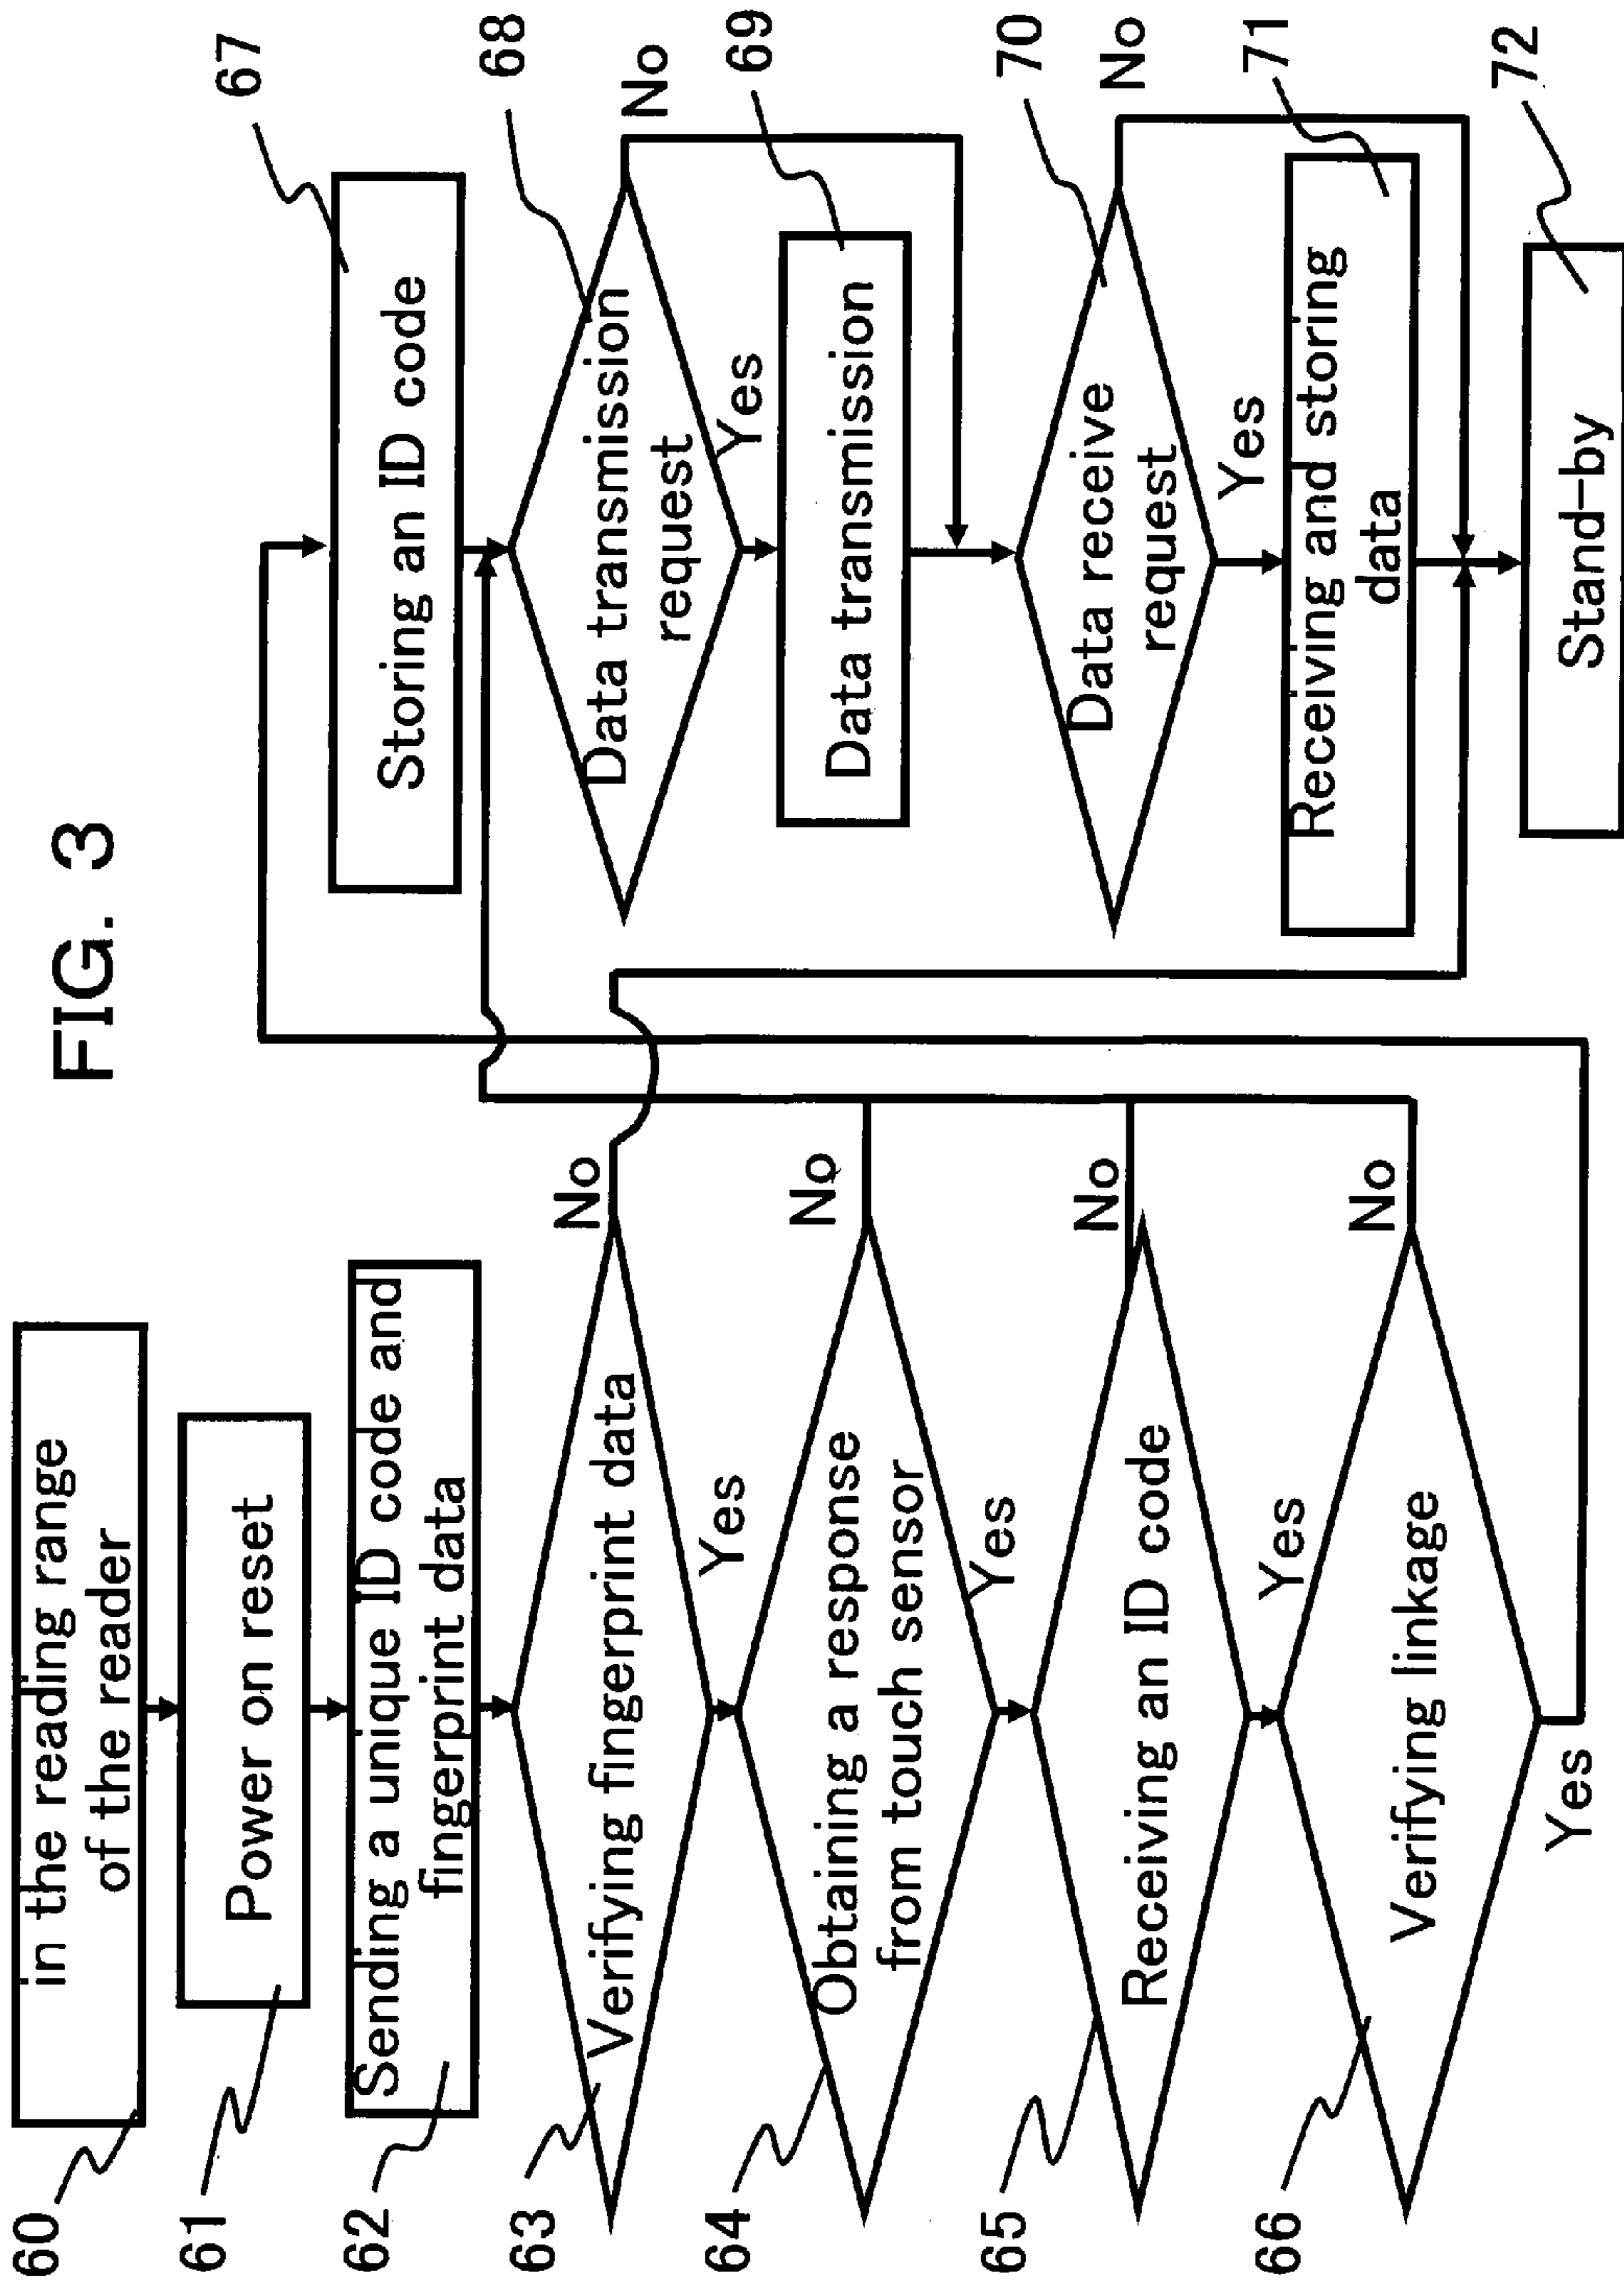 FIG. 3
60
in the reading range
of the reader
61
Power on reset
62
Sending a unique ID code and
fingerprint data
63
Verifying fingerprint data
No
Yes
64
Obtaining a response
from touch sensor
No
Yes
65
Receiving an ID code
No
Yes
66
Verifying linkage
No
Yes
67
Storing an ID code
68
Data transmission
request
No
Yes
69
Data transmission
70
Data receive
request
No
Yes
71
Receiving and storing
data
72
Stand-by